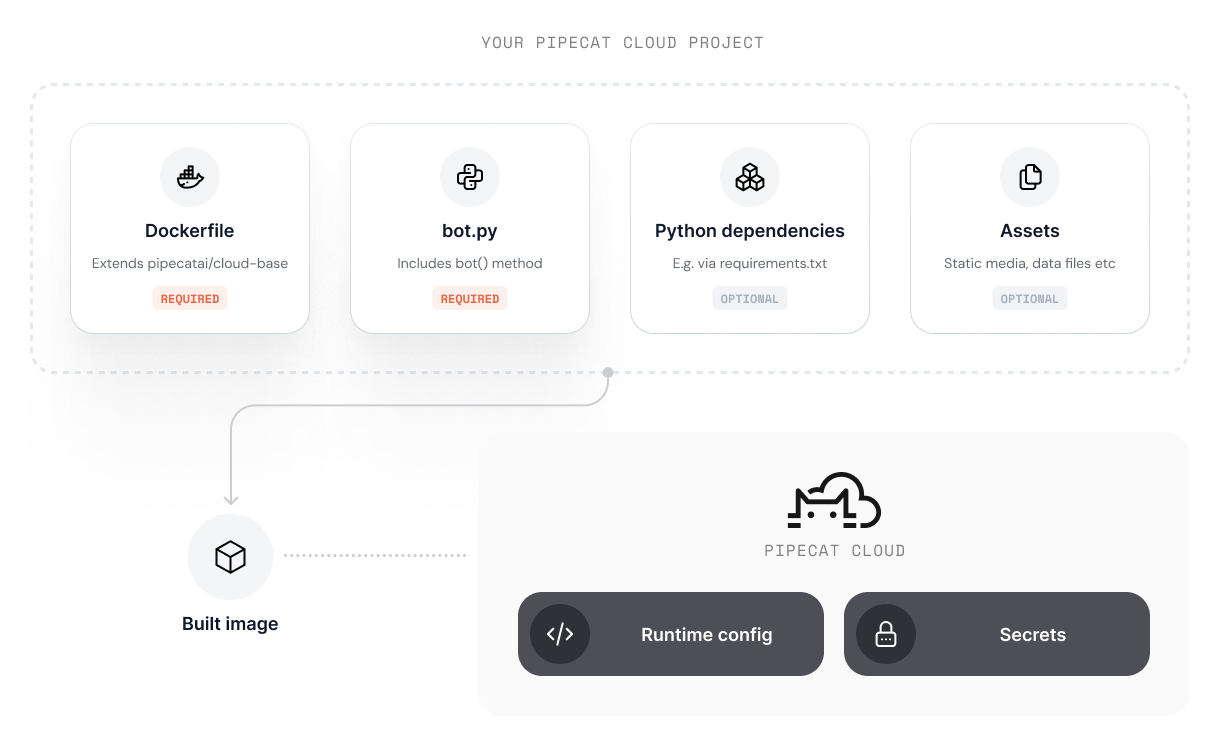 YOUR PIPECAT CLOUD PROJECT
Dockerfile
Extends pipecatai/cloud-base
REQUIRED
bot.py
Includes bot() method
REQUIRED
Python dependencies
E.g. via requirements.txt
OPTIONAL
Assets
Static media, data files etc
OPTIONAL
Built image
PIPECAT CLOUD
Runtime config
Secrets